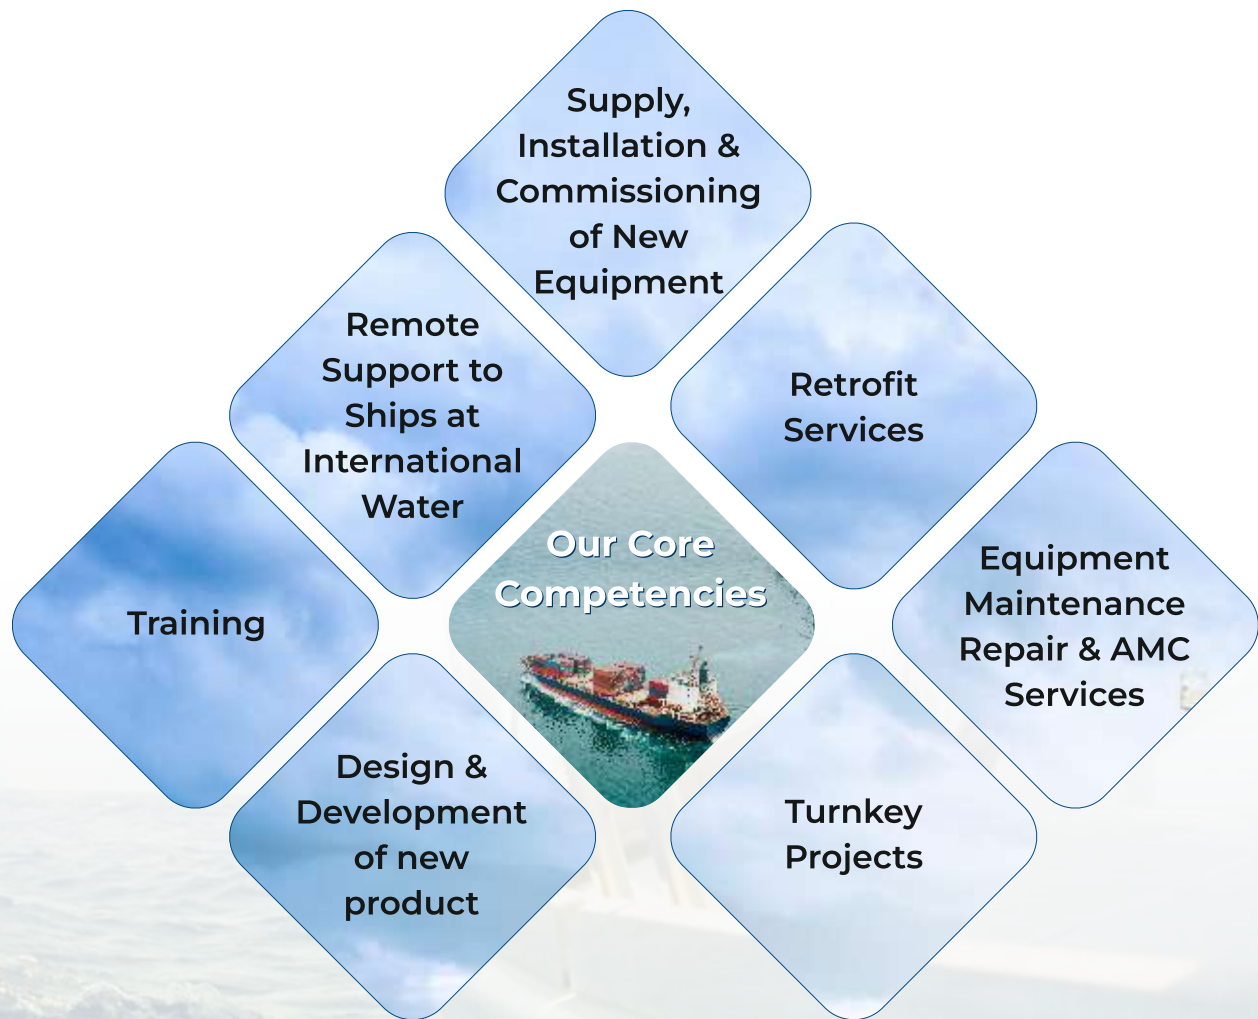 Supply,
Installation &
Commissioning
of New
Equipment
Remote
Support to
Ships at
International
Water
Retrofit
Services
Training
Our Core
Competencies
Equipment
Maintenance
Repair & AMC
Services
Design &
Development
of new
product
Turnkey
Projects